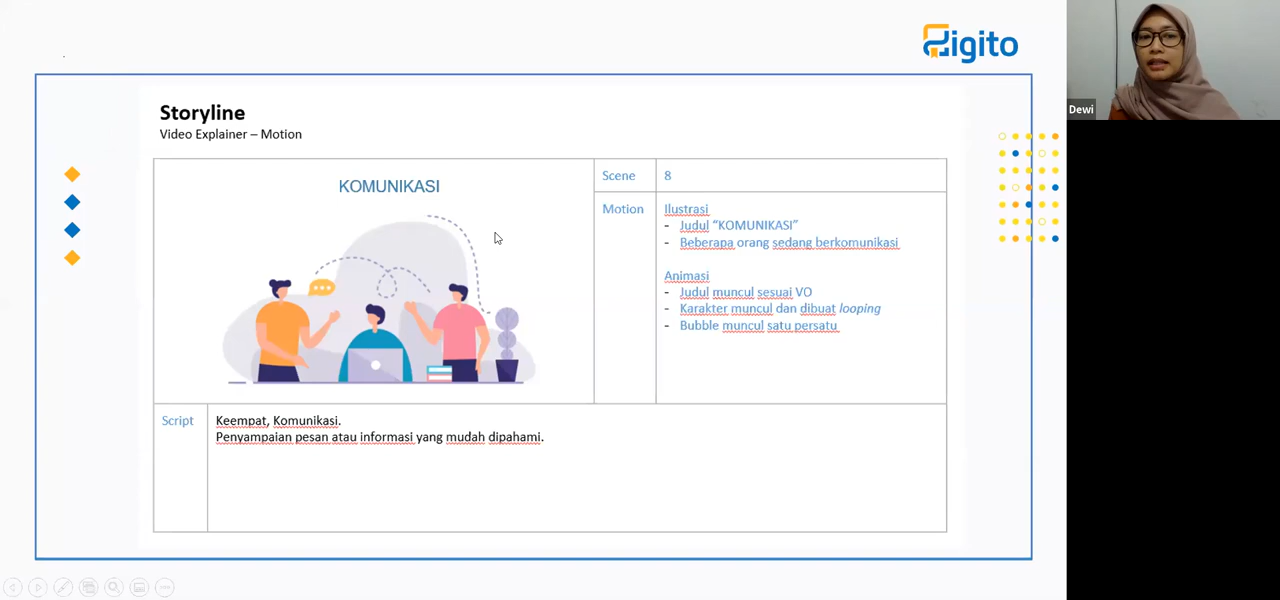 Digito
Dewi
Storyline
Video Explainer – Motion
KOMUNIKASI
Scene
8
Motion
Ilustrasi
- Judul “KOMUNIKASI”
- Beberapa orang sedang berkomunikasi
Animasi
- Judul muncul sesuai VO
- Karakter muncul dan dibuat looping
- Bubble muncul satu persatu
Script
Keempat, Komunikasi.
Penyampaian pesan atau informasi yang mudah dipahami.